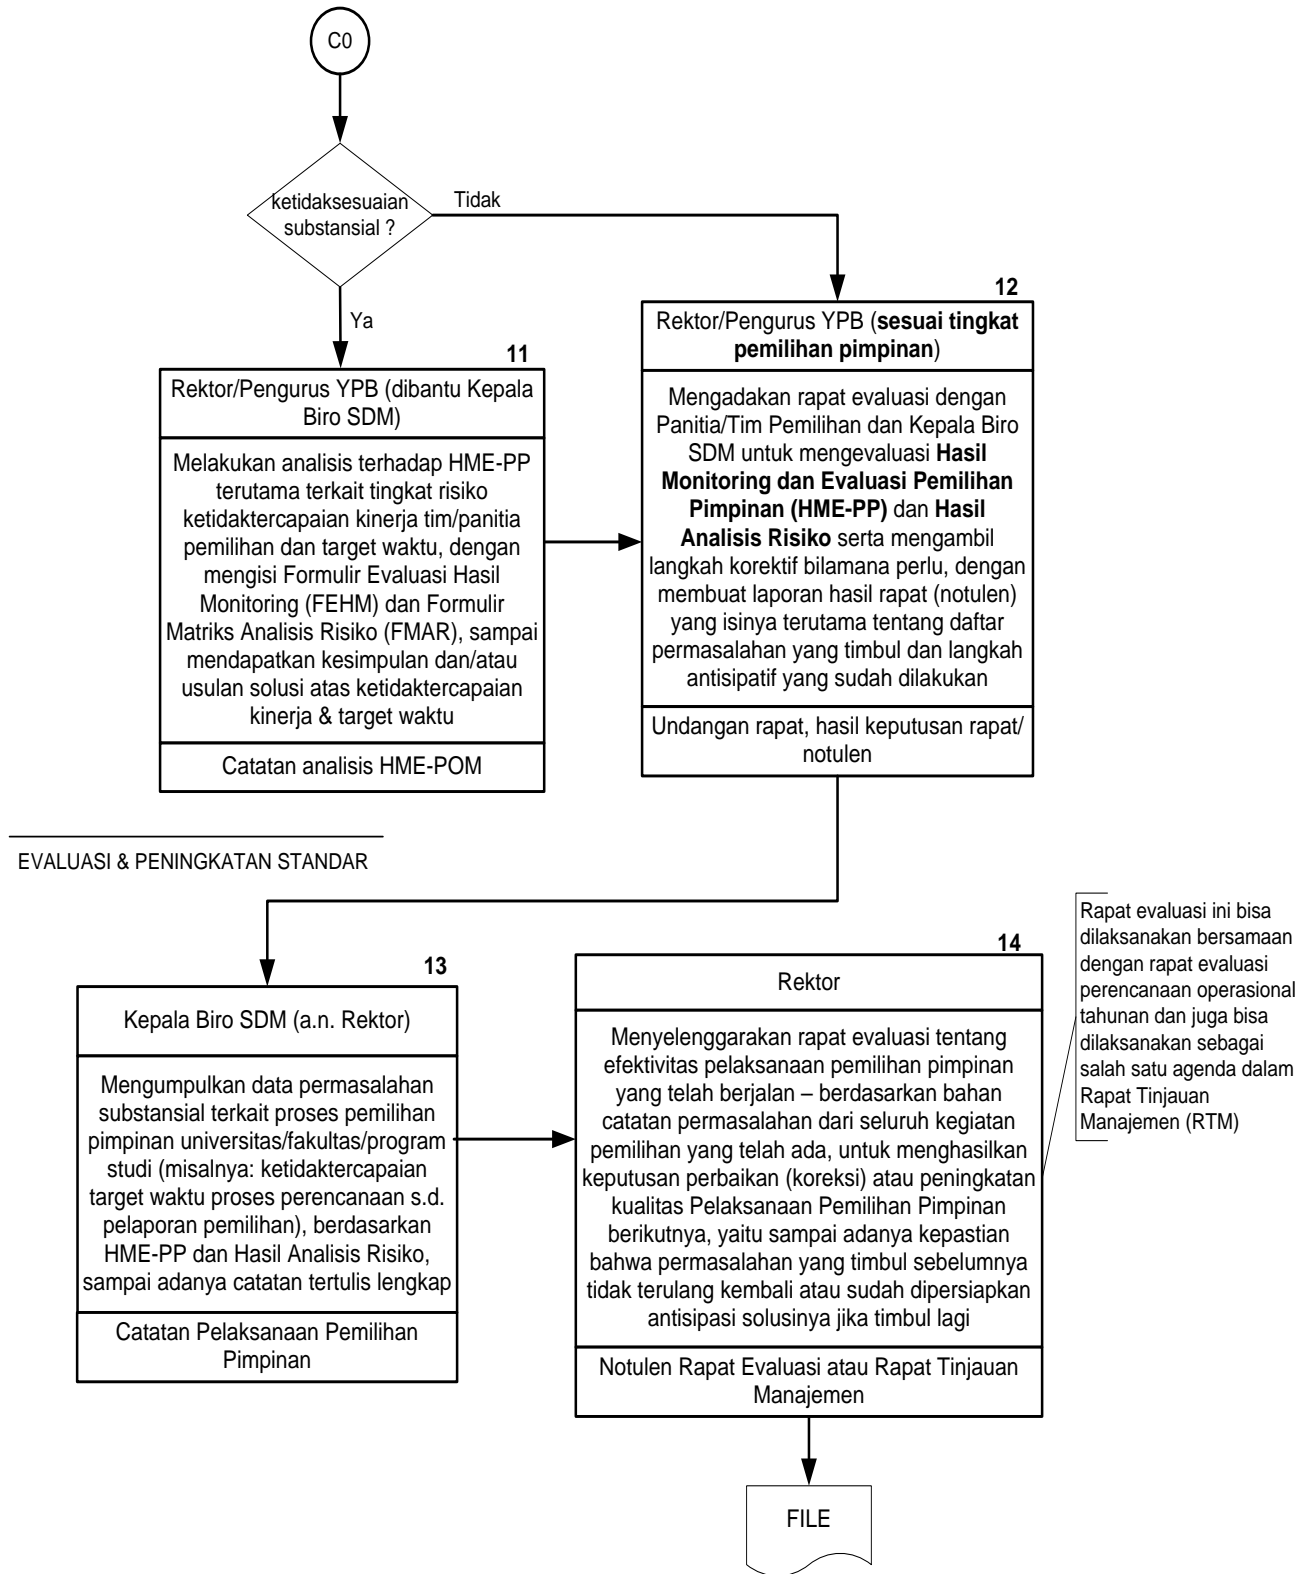 C0
ketidaksesuaian
substansial ?
Tidak
Ya
11
Rektor/Pengurus YPB (dibantu Kepala
Biro SDM)
Melakukan analisis terhadap HME-PP
terutama terkait tingkat risiko
ketidaktercapaian kinerja tim/panitia
pemilihan dan target waktu, dengan
mengisi Formulir Evaluasi Hasil
Monitoring (FEHM) dan Formulir
Matriks Analisis Risiko (FMAR), sampai
mendapatkan kesimpulan dan/atau
usulan solusi atas ketidaktercapaian
kinerja & target waktu
Catatan analisis HME-POM
12
Rektor/Pengurus YPB (sesuai tingkat
pemilihan pimpinan)
Mengadakan rapat evaluasi dengan
Panitia/Tim Pemilihan dan Kepala Biro
SDM untuk mengevaluasi Hasil
Monitoring dan Evaluasi Pemilihan
Pimpinan (HME-PP) dan Hasil
Analisis Risiko serta mengambil
langkah korektif bilamana perlu, dengan
membuat laporan hasil rapat (notulen)
yang isinya terutama tentang daftar
permasalahan yang timbul dan langkah
antisipatif yang sudah dilakukan
Undangan rapat, hasil keputusan rapat/
notulen
EVALUASI & PENINGKATAN STANDAR
13
Kepala Biro SDM (a.n. Rektor)
Mengumpulkan data permasalahan
substansial terkait proses pemilihan
pimpinan universitas/fakultas/program
studi (misalnya: ketidaktercapaian
target waktu proses perencanaan s.d.
pelaporan pemilihan), berdasarkan
HME-PP dan Hasil Analisis Risiko,
sampai adanya catatan tertulis lengkap
Catatan Pelaksanaan Pemilihan
Pimpinan
14
Rektor
Menyelenggarakan rapat evaluasi tentang
efektivitas pelaksanaan pemilihan pimpinan
yang telah berjalan – berdasarkan bahan
catatan permasalahan dari seluruh kegiatan
pemilihan yang telah ada, untuk menghasilkan
keputusan perbaikan (koreksi) atau peningkatan
kualitas Pelaksanaan Pemilihan Pimpinan
berikutnya, yaitu sampai adanya kepastian
bahwa permasalahan yang timbul sebelumnya
tidak terulang kembali atau sudah dipersiapkan
antisipasi solusinya jika timbul lagi
Notulen Rapat Evaluasi atau Rapat Tinjauan
Manajemen
Rapat evaluasi ini bisa
dilaksanakan bersamaan
dengan rapat evaluasi
perencanaan operasional
tahunan dan juga bisa
dilaksanakan sebagai
salah satu agenda dalam
Rapat Tinjauan
Manajemen (RTM)
FILE